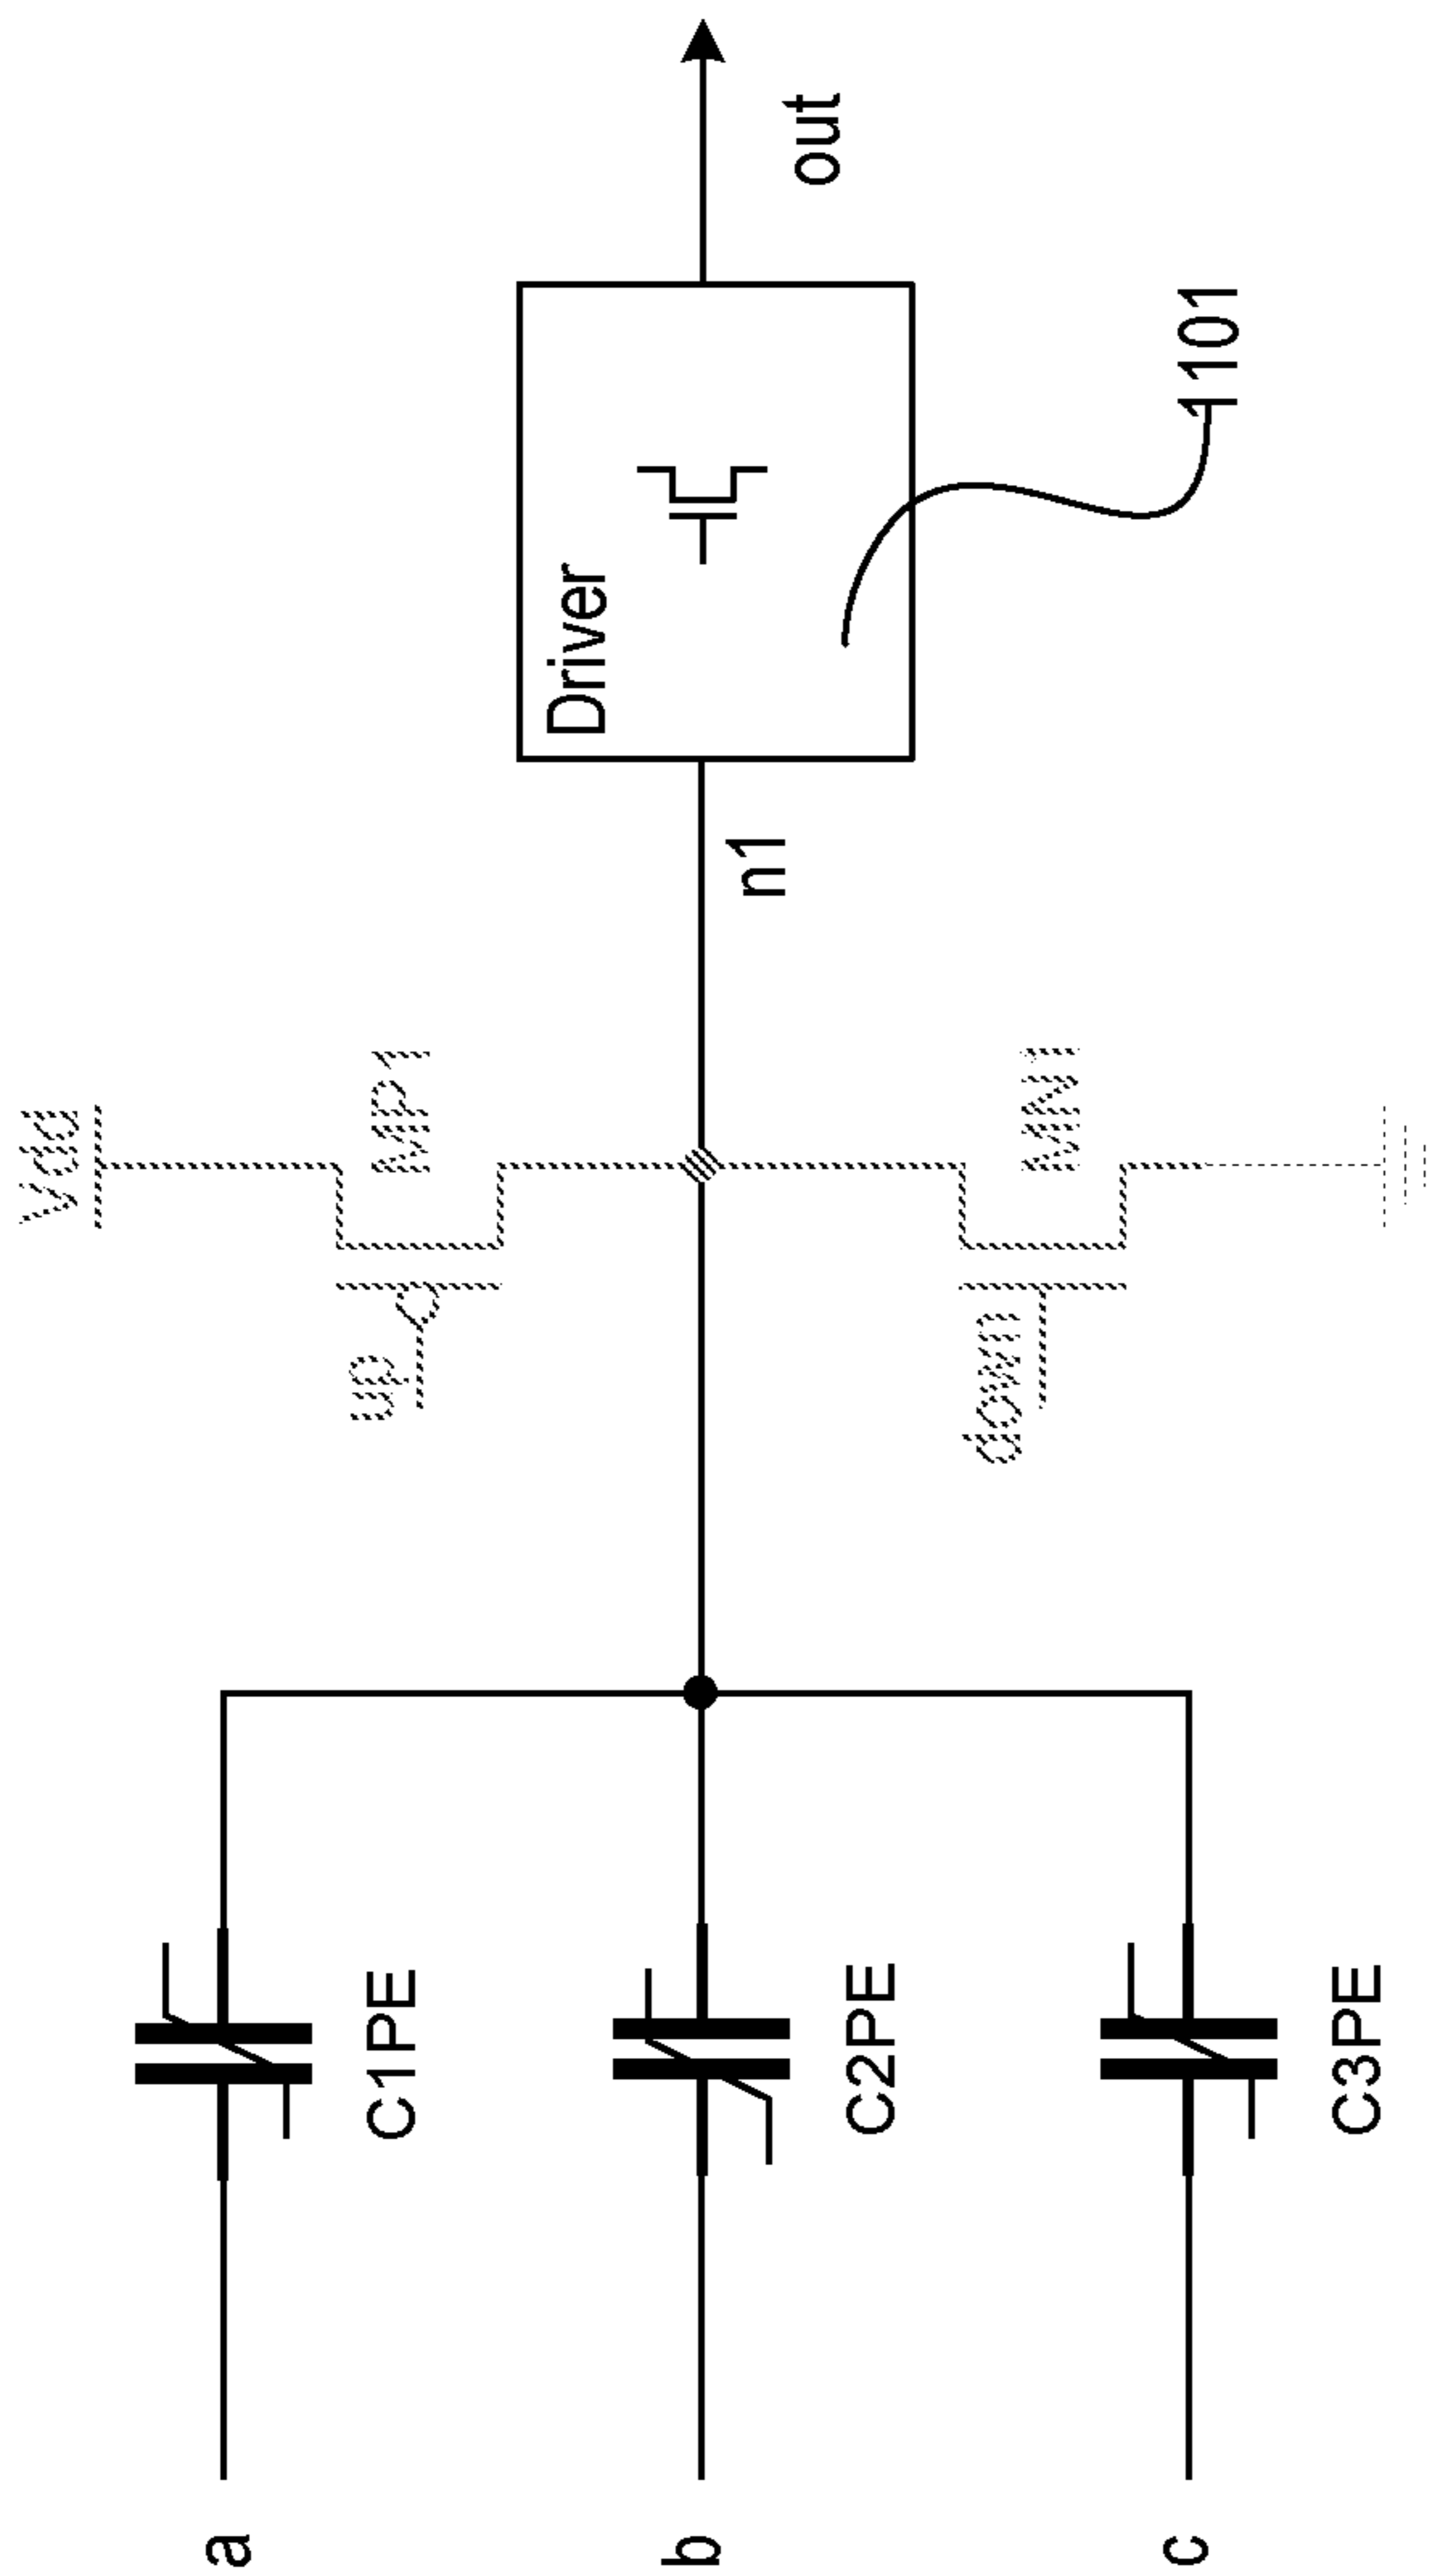 Vdd
MP1
up
a
C1PE
Driver
out
n1
b
C2PE
1101
MN1
down
c
C3PE